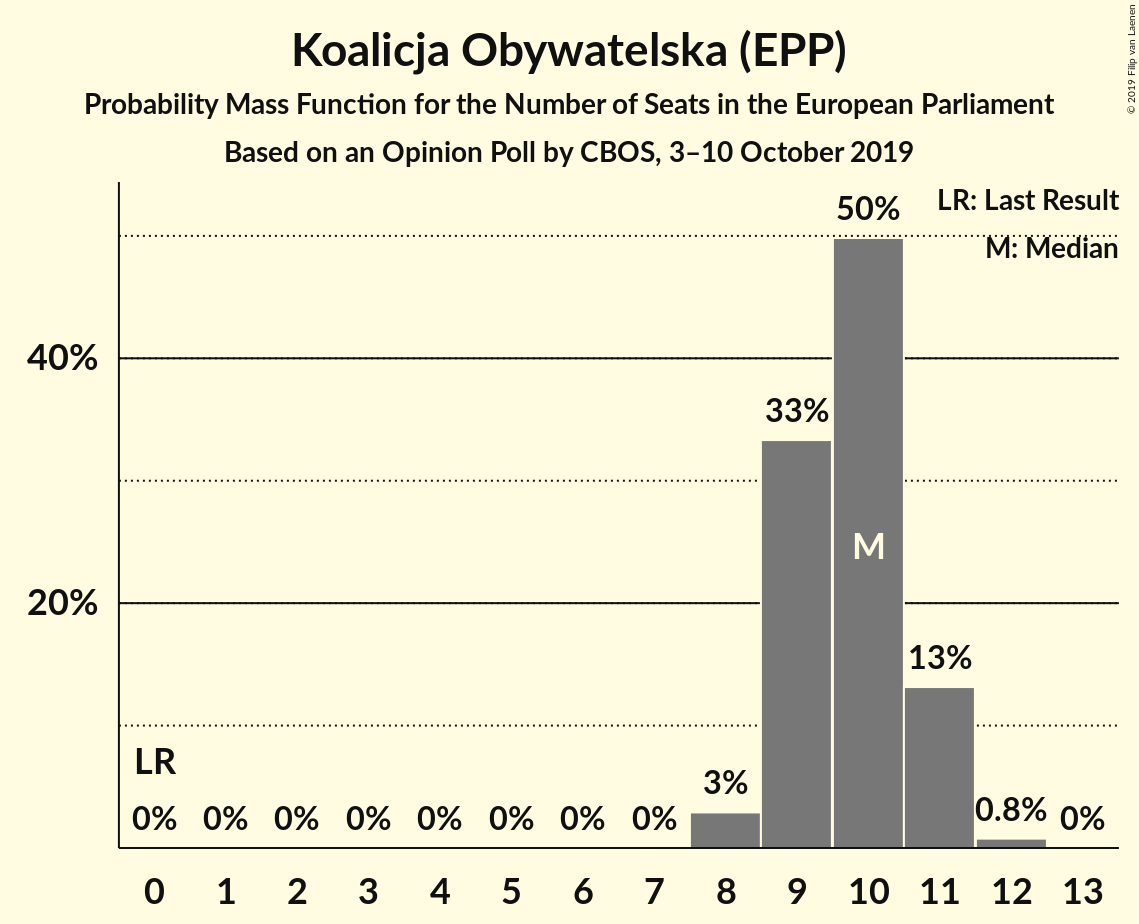 Koalicja Obywatelska (EPP)
Probability Mass Function for the Number of Seats in the European Parliament
Based on an Opinion Poll by CBOS, 3–10 October 2019
© 2019 Filip van Laenen
LR: Last Result
M: Median
50%
40%
33%
M
20%
13%
LR
3%
0% 0% 0% 0% 0% 0% 0% 0% 0.8% 0%
0 1 2 3 4 5 6 7 8 9 10 11 12 13